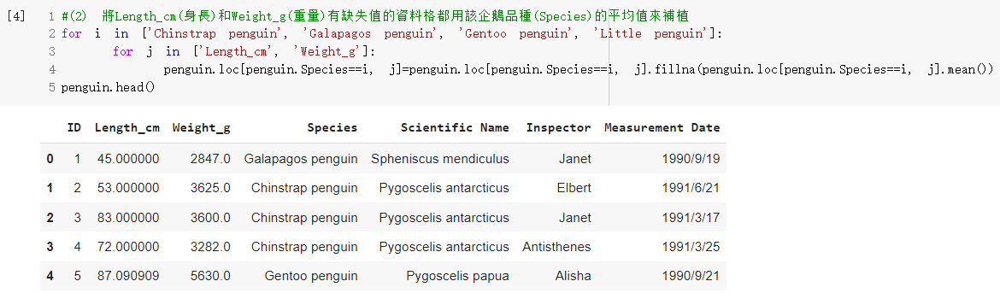 [4] 1 #(2) 將Length_cm(身長)和Weight_g(重量)有缺失值的資料格都用該企鵝品種(Species)的平均值來補植
2 for i in ['Chinstrap penguin', 'Galapagos penguin', 'Gentoo penguin', 'Little penguin']:
3 for j in ['Length_cm', 'Weight_g']:
4 penguin.loc[penguin.Species==i, j]=penguin.loc[penguin.Species==i, j].fillna(penguin.loc[penguin.Species==i, j].mean())
5 penguin.head()
ID Length_cm Weight_g Species Scientific Name Inspector Measurement Date
0 1 45.000000 2847.0 Galapagos penguin Spheniscus mendiculus Janet 1990/9/19
1 2 53.000000 3625.0 Chinstrap penguin Pygoscelis antarcticus Elbert 1991/6/21
2 3 83.000000 3600.0 Chinstrap penguin Pygoscelis antarcticus Janet 1991/3/17
3 4 72.000000 3282.0 Chinstrap penguin Pygoscelis antarcticus Antisthenes 1991/3/25
4 5 87.090909 5630.0 Gentoo penguin Pygoscelis papua Alisha 1990/9/21